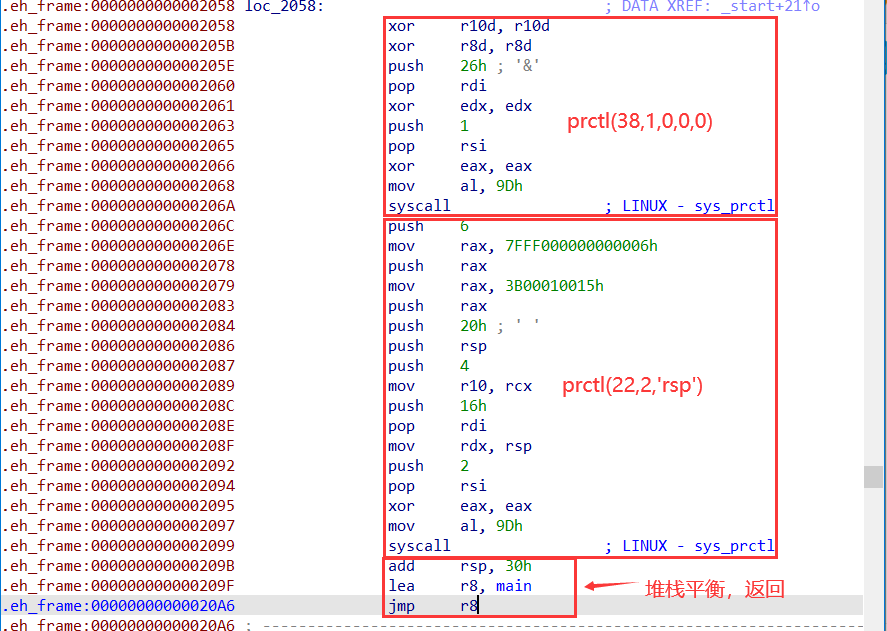 .eh_frame:0000000000002058 loc_2058: ; DATA XREF: _start+21↑o
.eh_frame:0000000000002058 xor r10d, r10d
.eh_frame:000000000000205B xor r8d, r8d
.eh_frame:000000000000205E push 26h ; '&'
.eh_frame:0000000000002060 pop rdi
.eh_frame:0000000000002061 xor edx, edx
.eh_frame:0000000000002063 push 1
prctl(38,1,0,0,0)
.eh_frame:0000000000002065 pop rsi
.eh_frame:0000000000002066 xor eax, eax
.eh_frame:0000000000002068 mov al, 9Dh
.eh_frame:000000000000206A syscall ; LINUX - sys_prctl
.eh_frame:000000000000206C push 6
.eh_frame:000000000000206E mov rax, 7FFF000000000006h
.eh_frame:0000000000002078 push rax
.eh_frame:0000000000002079 mov rax, 3B00010015h
.eh_frame:0000000000002083 push rax
.eh_frame:0000000000002084 push 20h ; ' '
.eh_frame:0000000000002086 push rsp
.eh_frame:0000000000002087 push 4
.eh_frame:0000000000002089 mov r10, rcx
prctl(22,2,'rsp')
.eh_frame:000000000000208C push 16h
.eh_frame:000000000000208E pop rdi
.eh_frame:000000000000208F mov rdx, rsp
.eh_frame:0000000000002092 push 2
.eh_frame:0000000000002094 pop rsi
.eh_frame:0000000000002095 xor eax, eax
.eh_frame:0000000000002097 mov al, 9Dh
.eh_frame:0000000000002099 syscall ; LINUX - sys_prctl
.eh_frame:000000000000209B add rsp, 30h
.eh_frame:000000000000209F lea r8, main
堆栈平衡，返回
.eh_frame:00000000000020A6 jmp r8
.eh_frame:00000000000020A6 ; ---------------------------------------------------------------------------